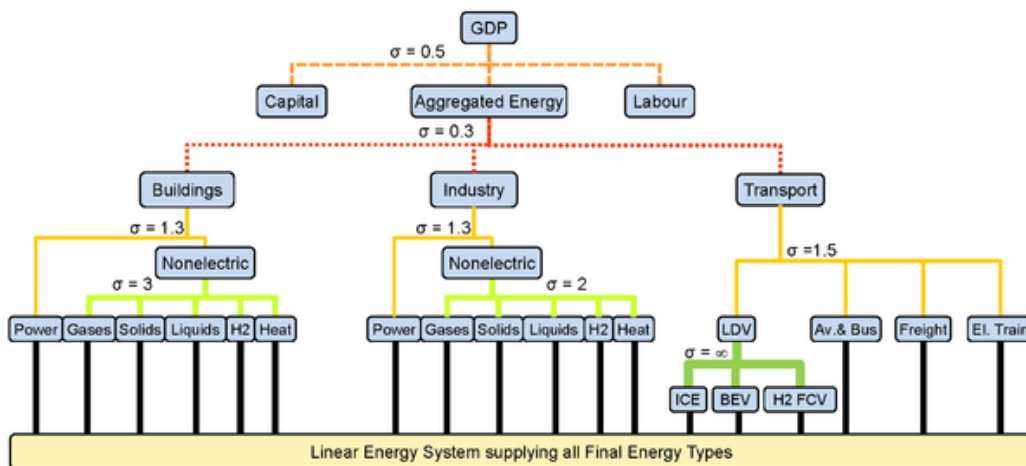 GDP
σ = 0.5
Capital
Aggregated Energy
Labour
σ = 0.3
Buildings
Industry
Transport
σ = 1.3
σ = 1.3
σ =1.5
Nonelectric
Nonelectric
σ = 3
σ = 2
Power
Gases
Solids
Liquids
H2
Heat
Power
Gases
Solids
Liquids
H2
Heat
LDV
Av.& Bus
Freight
El. Train
σ = ∞
ICE
BEV
H2 FCV
Linear Energy System supplying all Final Energy Types